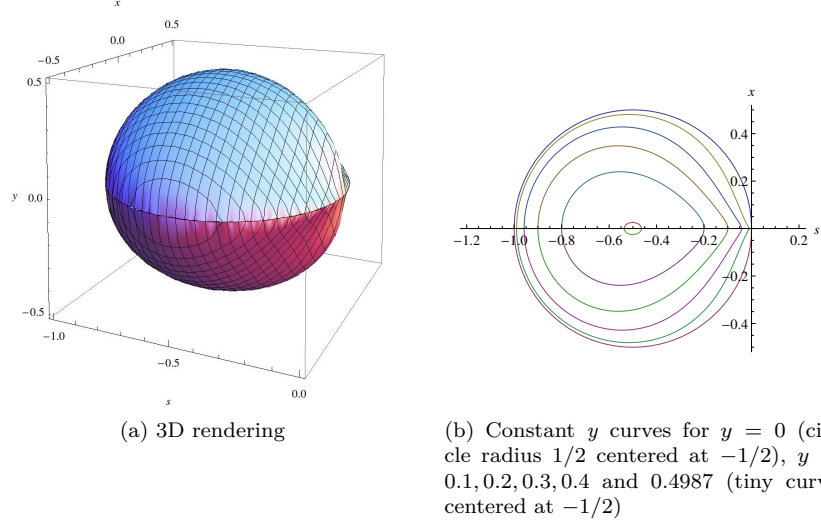 x
0.5
0.0
−0.5
0.5
y
0.0
−0.5
−1.0
−0.5
0.0
s
(a) 3D rendering
x
0.4
0.2
−1.2
−1.0
−0.8
−0.6
−0.4
−0.2
0.2
s
−0.2
−0.4
(b) Constant y curves for y = 0 (cir
cle radius 1/2 centered at −1/2), y
0.1, 0.2, 0.3, 0.4 and 0.4987 (tiny curv
centered at −1/2)